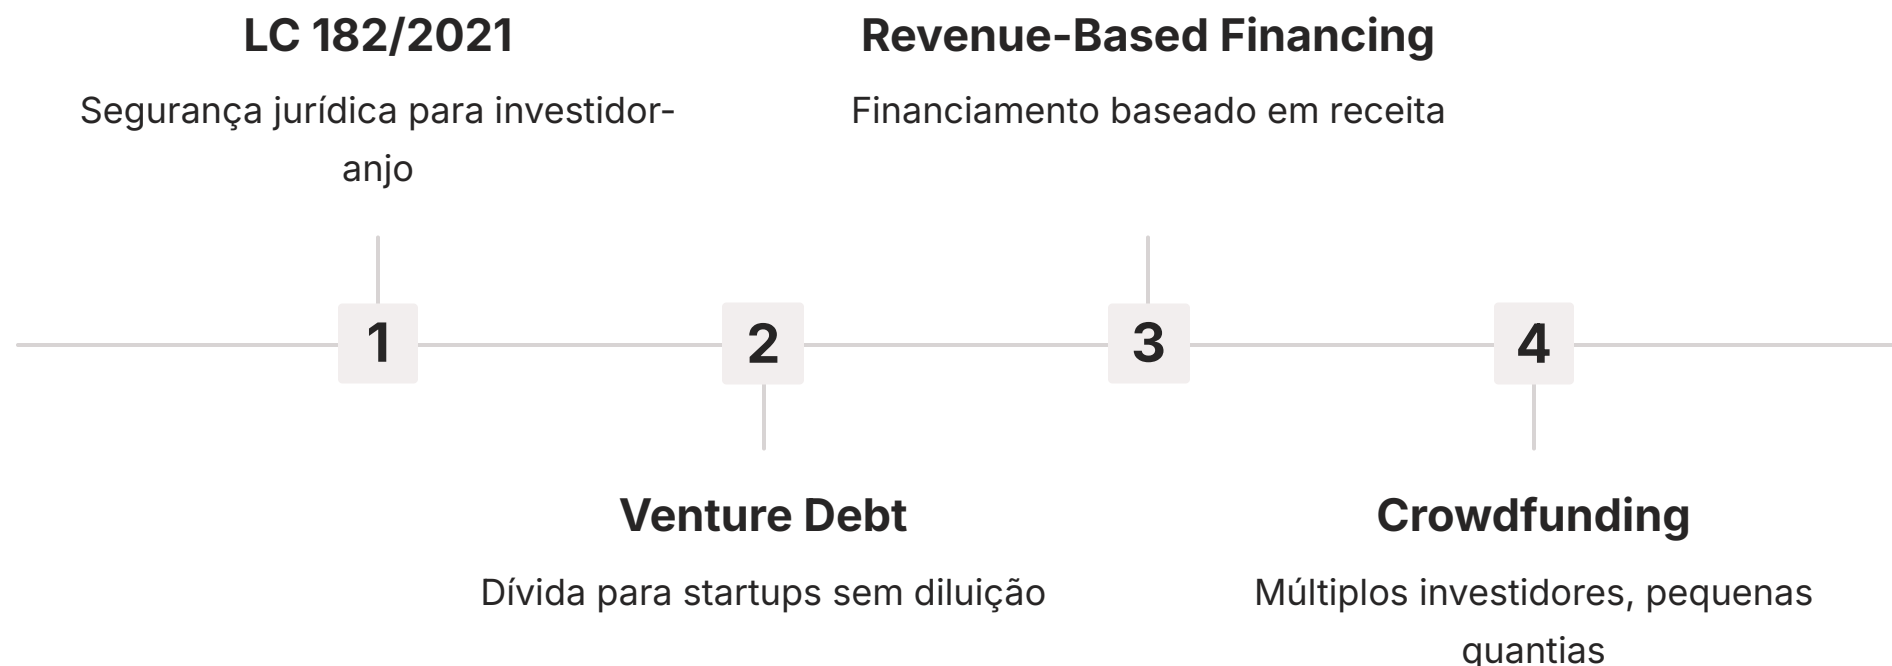 LC 182/2021
Segurança jurídica para investidor-
anjo
Revenue-Based Financing
Financiamento baseado em receita
1
2
3
4
Venture Debt
Dívida para startups sem diluição
Crowdfunding
Múltiplos investidores, pequenas
quantias